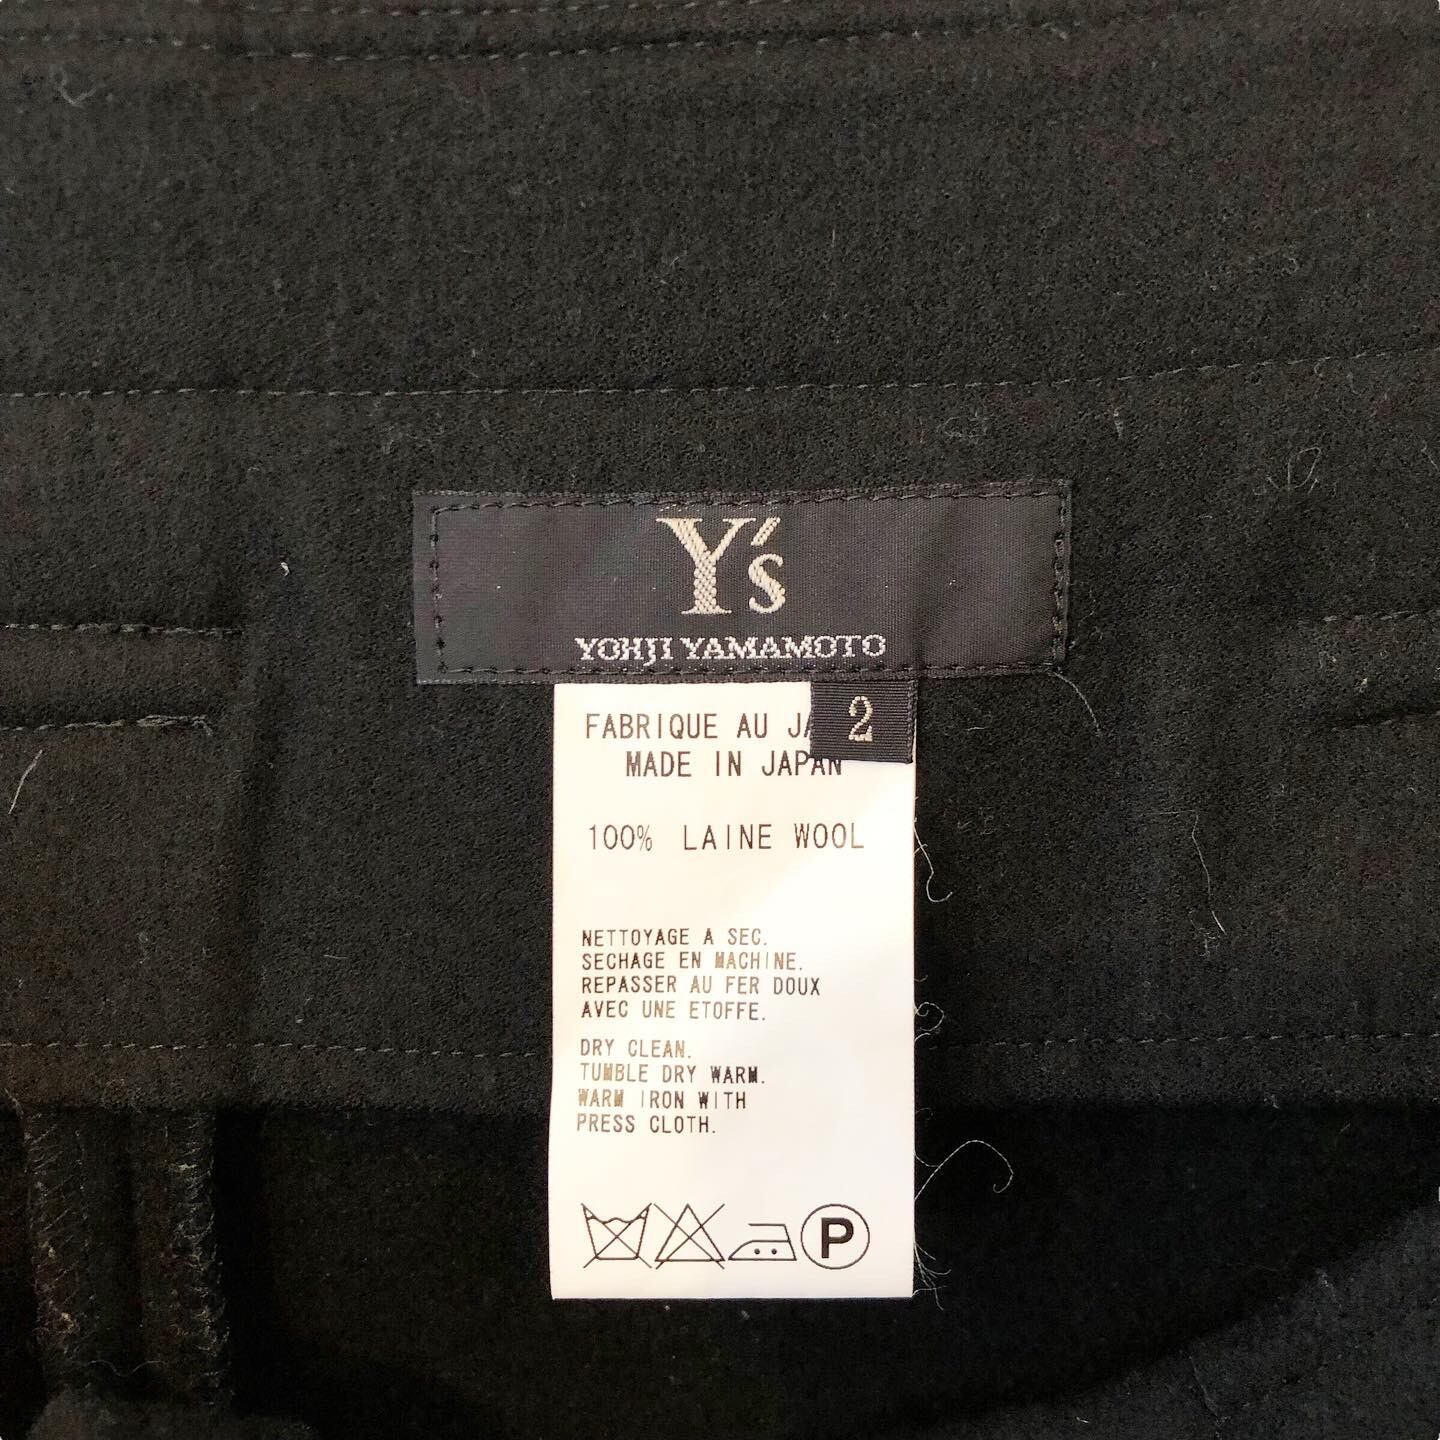 Y's
YOHJI YAMAMOTO
2
FABRIQUE AU
MADE IN JAPAN
100% LAINE WOOL
NETTOYAGE A SEC.
SECHAGE EN MACHINE.
REPASSER AU FER DOUX
AVEC UNE ETOFFE.
DRY CLEAN.
TUMBLE DRY WARM.
WARM IRON WITH
PRESS CLOTH.
P